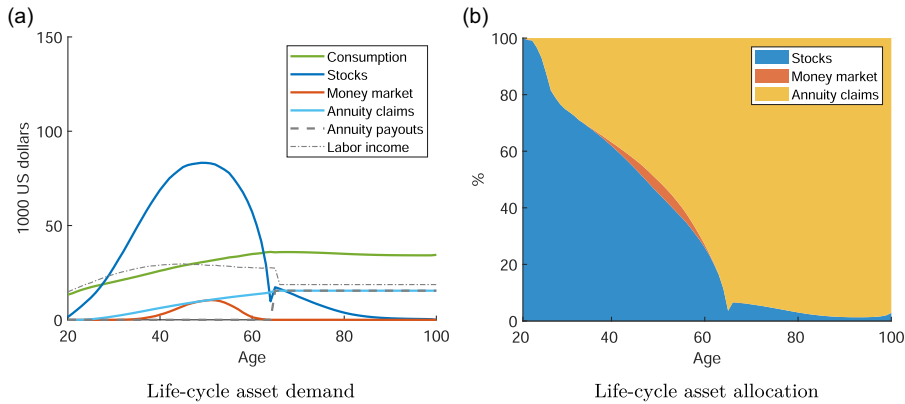 (a)
150
100
50
0
1000 US dollars
20
40
60
80
100
Age
Consumption
Stocks
Money market
Annuity claims
Annuity payouts
Labor income
Life-cycle asset demand
(b)
100
80
60
40
20
0
%
20
40
60
80
100
Age
Stocks
Money market
Annuity claims
Life-cycle asset allocation